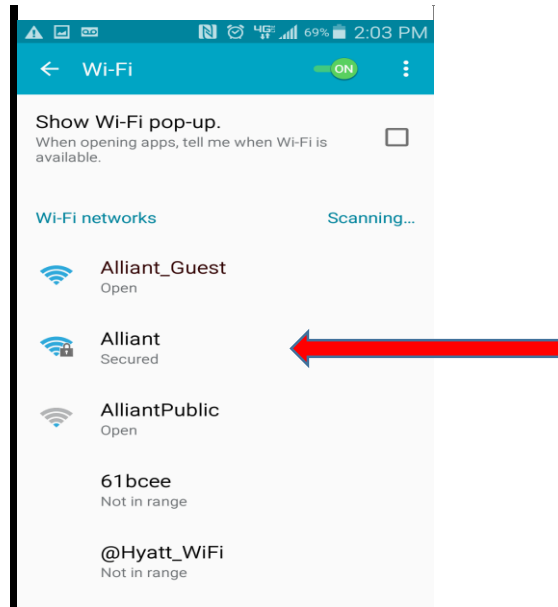 4G LTE 69% 2:03 PM
Wi-Fi ON
Show Wi-Fi pop-up.
When opening apps, tell me when Wi-Fi is
available.
Wi-Fi networks Scanning...
Alliant_Guest
Open
Alliant
Secured
AlliantPublic
Open
61bcee
Not in range
@Hyatt_WiFi
Not in range